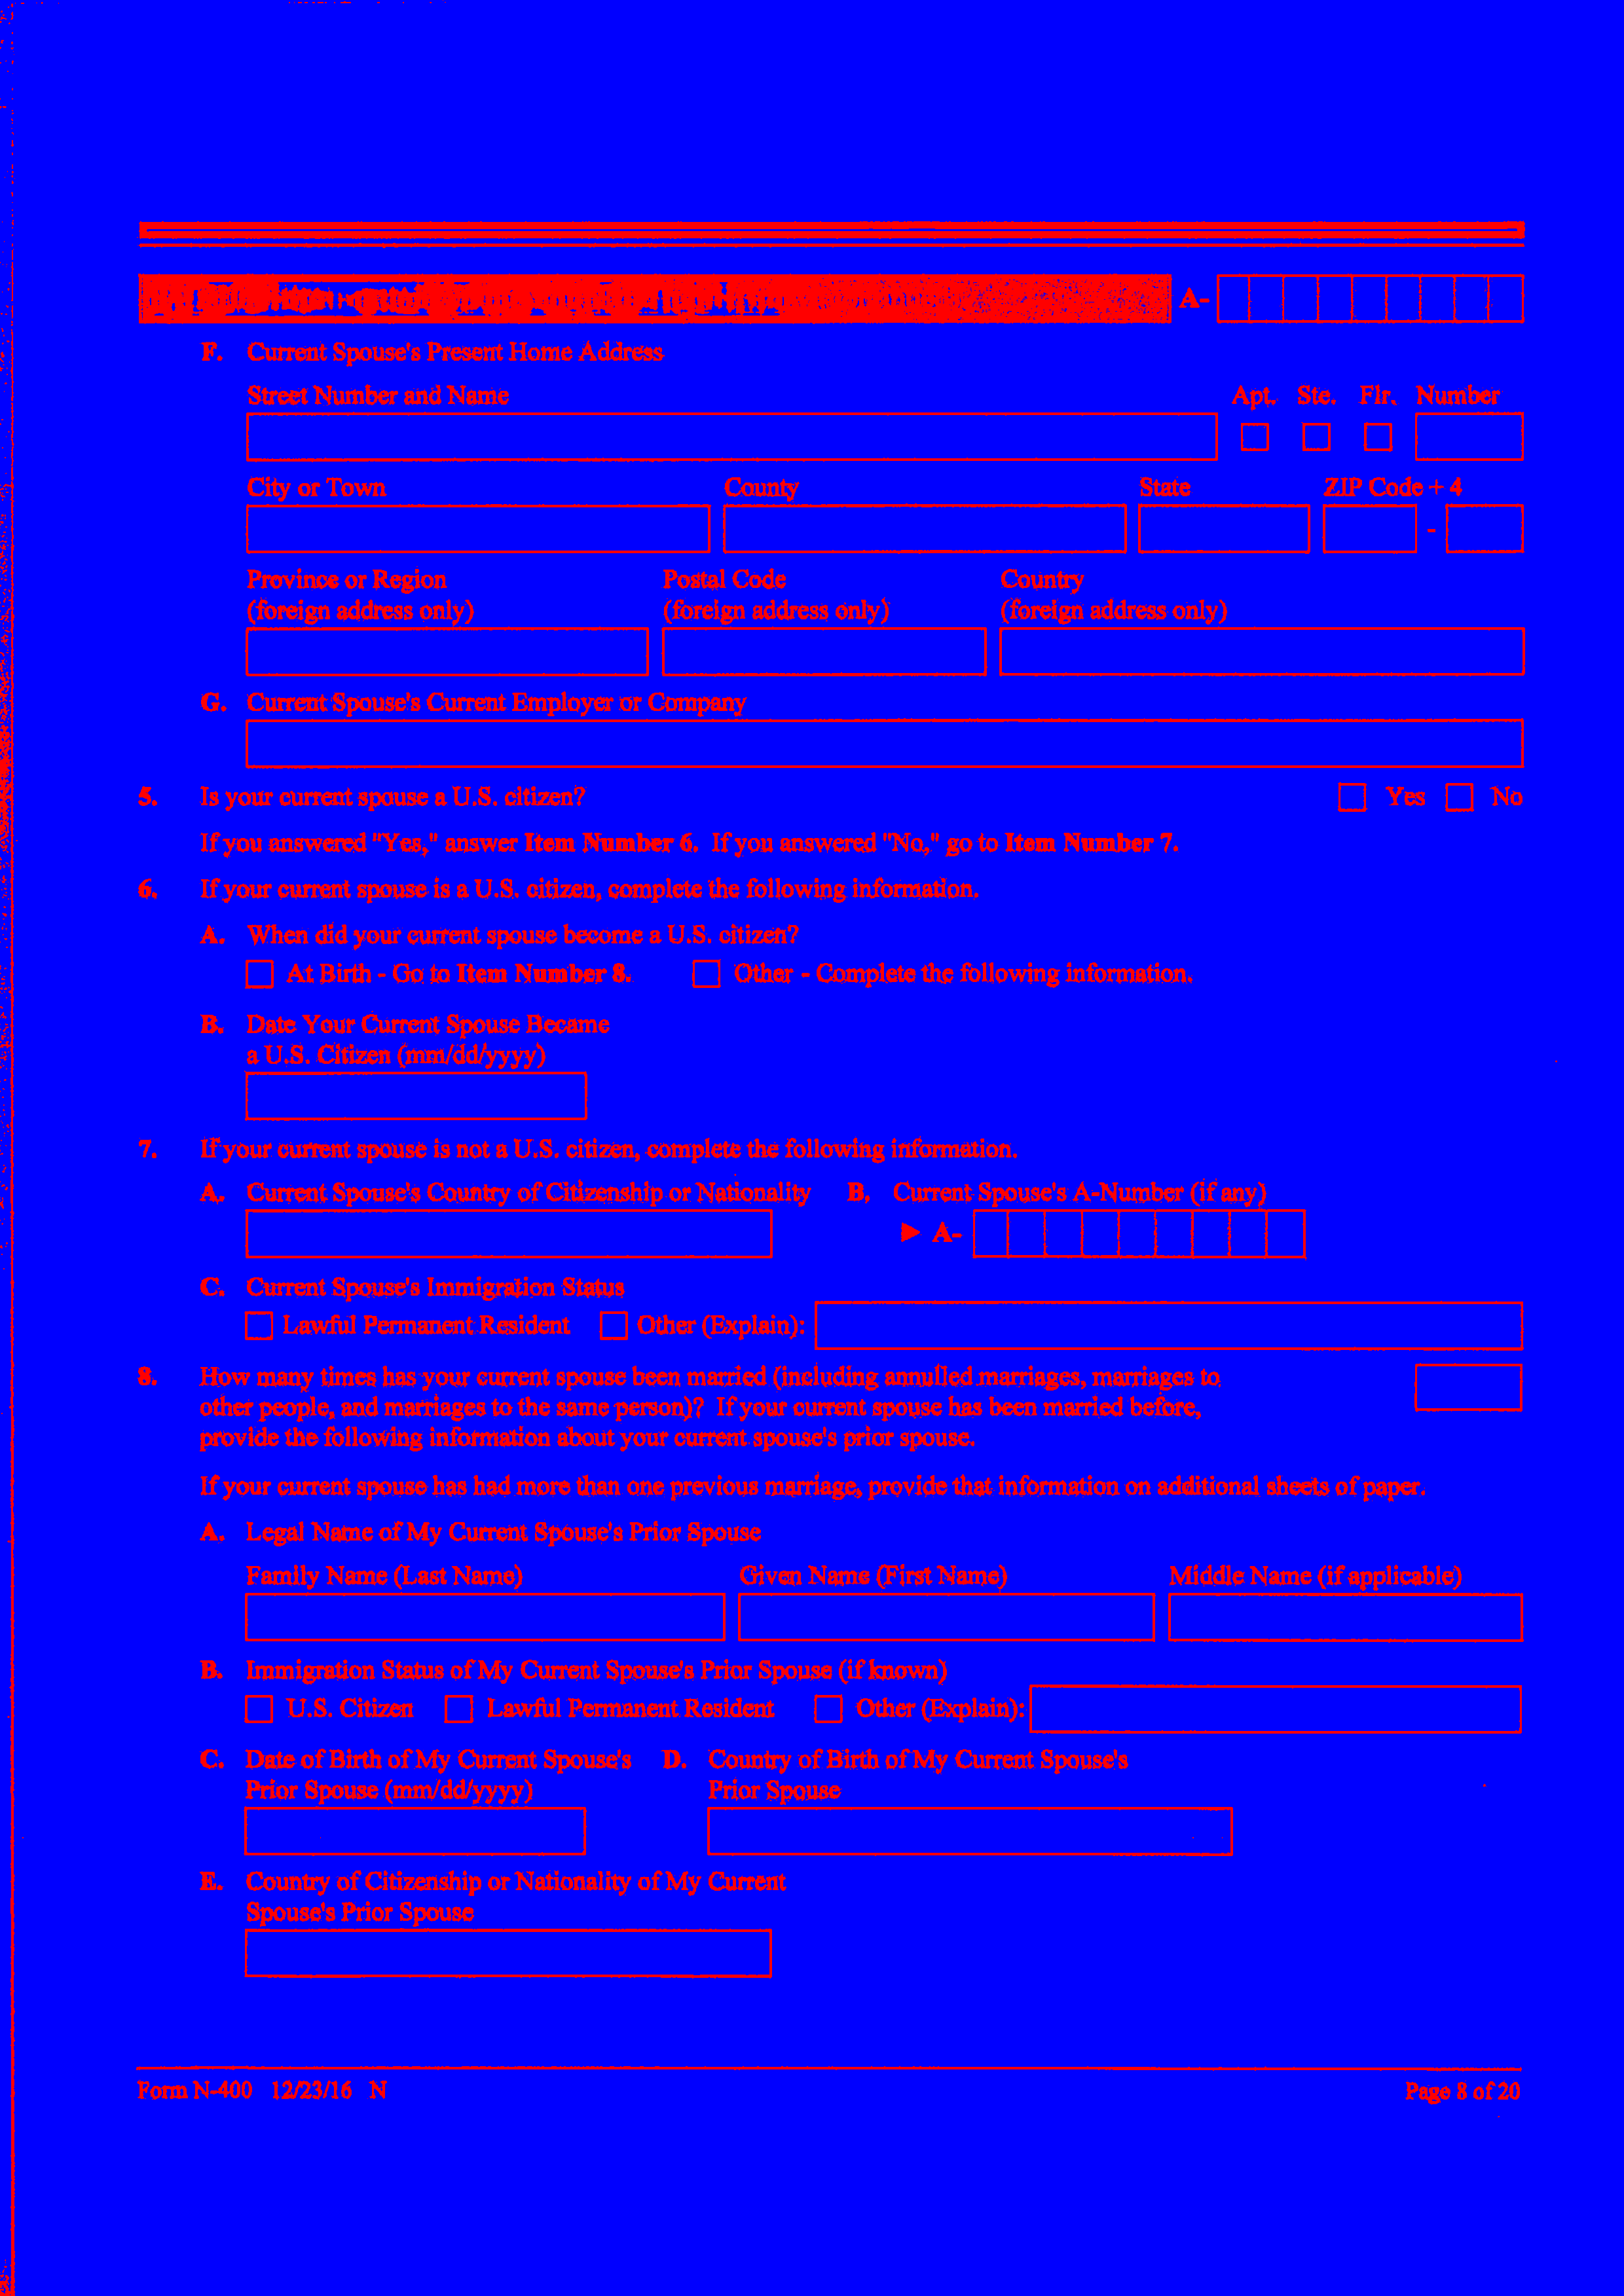 A-
F. Current Spouse's Present Home Address
Street Number and Name Apt. Ste. Flr. Number
City or Town County State ZIP Code + 4
-
Province or Region Postal Code Country
(foreign address only) (foreign address only) (foreign address only)
G. Current Spouse's Current Employer or Company
5. Is your current spouse a U.S. citizen? Yes No
If you answered "Yes," answer Item Number 6. If you answered "No," go to Item Number 7.
6. If your current spouse is a U.S. citizen, complete the following information.
A. When did your current spouse become a U.S. citizen?
At Birth - Go to Item Number 8. Other - Complete the following information.
B. Date Your Current Spouse Became
a U.S. Citizen (mm/dd/yyyy)
7. If your current spouse is not a U.S. citizen, complete the following information.
A. Current Spouse's Country of Citizenship or Nationality B. Current Spouse's A-Number (if any)
► A-
C. Current Spouse's Immigration Status
Lawful Permanent Resident Other (Explain):
8. How many times has your current spouse been married (including annulled marriages, marriages to
other people, and marriages to the same person)? If your current spouse has been married before,
provide the following information about your current spouse's prior spouse.
If your current spouse has had more than one previous marriage, provide that information on additional sheets of paper.
A. Legal Name of My Current Spouse's Prior Spouse
Family Name (Last Name) Given Name (First Name) Middle Name (if applicable)
B. Immigration Status of My Current Spouse's Prior Spouse (if known)
U.S. Citizen Lawful Permanent Resident Other (Explain):
C. Date of Birth of My Current Spouse's D. Country of Birth of My Current Spouse's
Prior Spouse (mm/dd/yyyy) Prior Spouse
E. Country of Citizenship or Nationality of My Current
Spouse's Prior Spouse
Form N-400 12/23/16 N Page 8 of 20